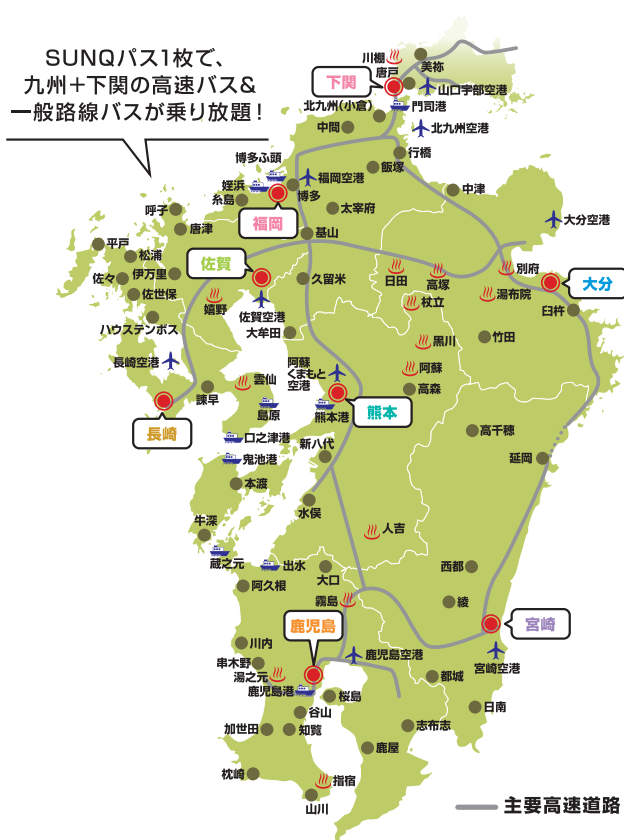 SUNQパス1枚で、
九州+下関の高速バス&
一般路線バスが乗り放題!
川棚
唐戸
美祢
下関
山口宇部空港
北九州(小倉)
門司港
中間
北九州空港
行橋
博多ふ頭
飯塚
福岡空港
姪浜
糸島
博多
中津
太宰府
呼子
福岡
大分空港
唐津
基山
平戸
松浦
佐賀
別府
佐々
伊万里
久留米
日田
高塚
大分
佐世保
嬉野
杖立
湯布院
臼杵
佐賀空港
ハウステンボス
大牟田
黒川
竹田
長崎空港
阿蘇
くまもと
空港
阿蘇
雲仙
高森
諫早
島原
熊本港
熊本
長崎
口之津港
新八代
高千穂
鬼池港
延岡
本渡
水俣
牛深
人吉
蔵之元
出水
大口
西都
阿久根
霧島
綾
鹿児島
宮崎
川内
鹿児島空港
宮崎空港
串木野
湯之元
鹿児島港
桜島
都城
谷山
日南
加世田
知覧
志布志
鹿屋
枕崎
指宿
山川
主要高速道路